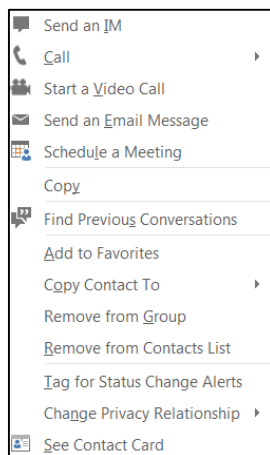 Send an IM
Call
Start a Video Call
Send an Email Message
Schedule a Meeting
Copy
Find Previous Conversations
Add to Favorites
Copy Contact To
Remove from Group
Remove from Contacts List
Tag for Status Change Alerts
Change Privacy Relationship
See Contact Card